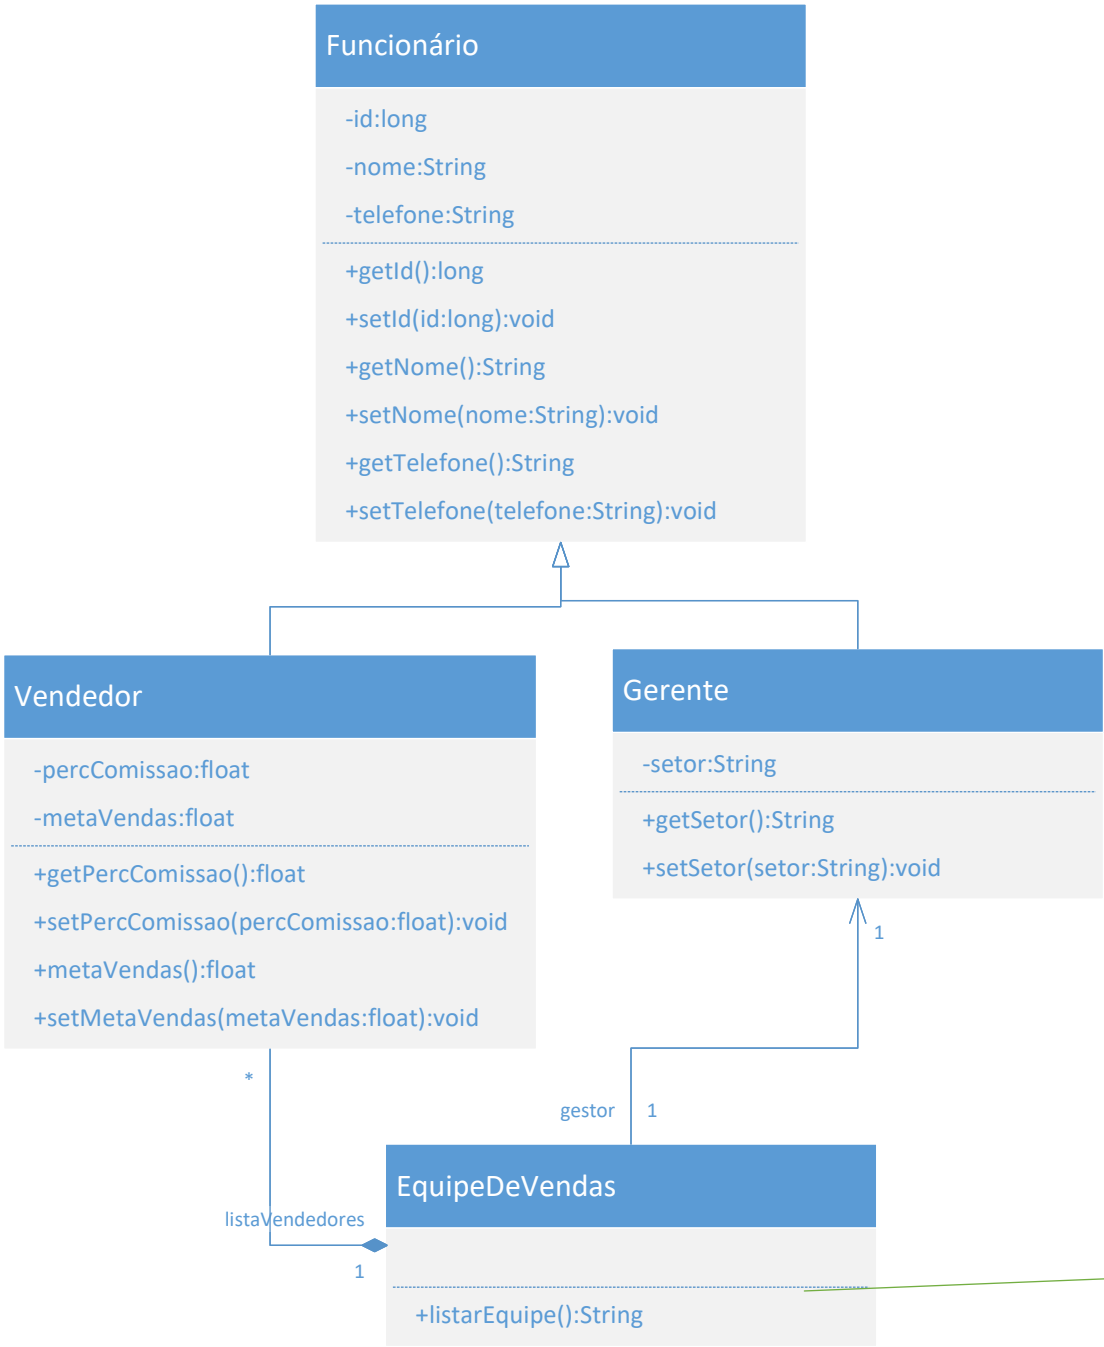 Funcionário
-id:long
-nome:String
-telefone:String
+getId():long
+setId(id:long):void
+getNome():String
+setNome(nome:String):void
+getTelefone():String
+setTelefone(telefone:String):void
Vendedor
-percComissao:float
-metaVendas:float
+getPercComissao():float
+setPercComissao(percComissao:float):void
+metaVendas():float
+setMetaVendas(metaVendas:float):void
Gerente
-setor:String
+getSetor():String
+setSetor(setor:String):void
1
*
gestor 1
EquipeDeVendas
listaVendedores
1
+listarEquipe():String